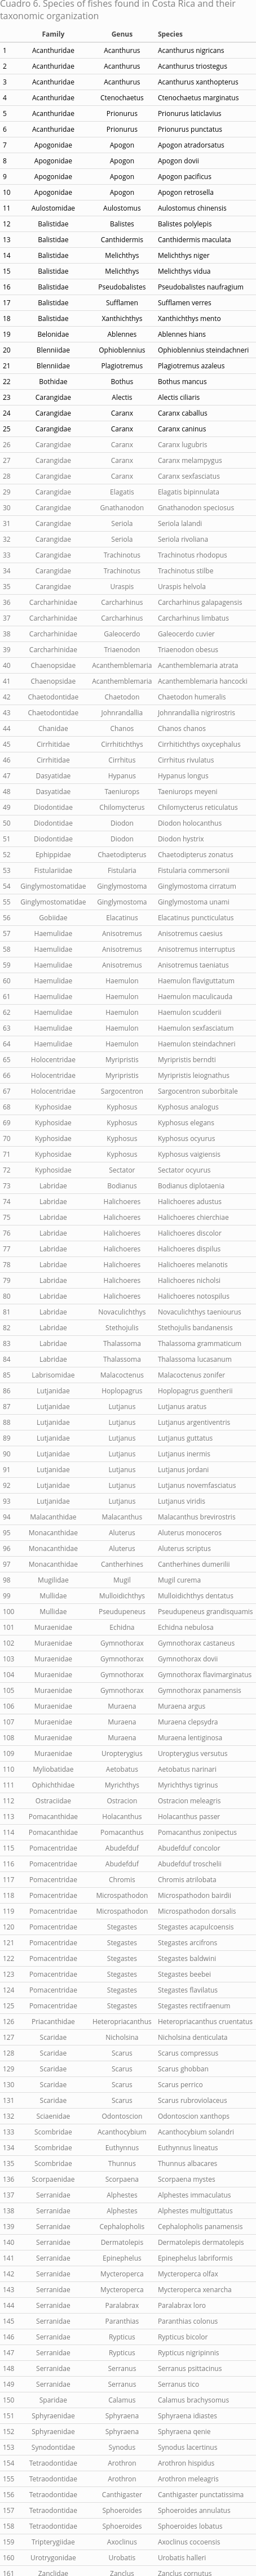 Cuadro 6. Species of fishes found in Costa Rica and their
taxonomic organization
Family Genus Species
1 Acanthuridae Acanthurus Acanthurus nigricans
2 Acanthuridae Acanthurus Acanthurus triostegus
3 Acanthuridae Acanthurus Acanthurus xanthopterus
4 Acanthuridae Ctenochaetus Ctenochaetus marginatus
5 Acanthuridae Prionurus Prionurus laticlavius
6 Acanthuridae Prionurus Prionurus punctatus
7 Apogonidae Apogon Apogon atradorsatus
8 Apogonidae Apogon Apogon dovii
9 Apogonidae Apogon Apogon pacificus
10 Apogonidae Apogon Apogon retrosella
11 Aulostomidae Aulostomus Aulostomus chinensis
12 Balistidae Balistes Balistes polylepis
13 Balistidae Canthidermis Canthidermis maculata
14 Balistidae Melichthys Melichthys niger
15 Balistidae Melichthys Melichthys vidua
16 Balistidae Pseudobalistes Pseudobalistes naufragium
17 Balistidae Sufflamen Sufflamen verres
18 Balistidae Xanthichthys Xanthichthys mento
19 Belonidae Ablennes Ablennes hians
20 Blenniidae Ophioblennius Ophioblennius steindachneri
21 Blenniidae Plagiotremus Plagiotremus azaleus
22 Bothidae Bothus Bothus mancus
23 Carangidae Alectis Alectis ciliaris
24 Carangidae Caranx Caranx caballus
25 Carangidae Caranx Caranx caninus
26 Carangidae Caranx Caranx lugubris
27 Carangidae Caranx Caranx melampygus
28 Carangidae Caranx Caranx sexfasciatus
29 Carangidae Elagatis Elagatis bipinnulata
30 Carangidae Gnathanodon Gnathanodon speciosus
31 Carangidae Seriola Seriola lalandi
32 Carangidae Seriola Seriola rivoliana
33 Carangidae Trachinotus Trachinotus rhodopus
34 Carangidae Trachinotus Trachinotus stilbe
35 Carangidae Uraspis Uraspis helvola
36 Carcharhinidae Carcharhinus Carcharhinus galapagensis
37 Carcharhinidae Carcharhinus Carcharhinus limbatus
38 Carcharhinidae Galeocerdo Galeocerdo cuvier
39 Carcharhinidae Triaenodon Triaenodon obesus
40 Chaenopsidae Acanthemblemaria Acanthemblemaria atrata
41 Chaenopsidae Acanthemblemaria Acanthemblemaria hancocki
42 Chaetodontidae Chaetodon Chaetodon humeralis
43 Chaetodontidae Johnrandallia Johnrandallia nigrirostris
44 Chanidae Chanos Chanos chanos
45 Cirrhitidae Cirrhitichthys Cirrhitichthys oxycephalus
46 Cirrhitidae Cirrhitus Cirrhitus rivulatus
47 Dasyatidae Hypanus Hypanus longus
48 Dasyatidae Taeniurops Taeniurops meyeni
49 Diodontidae Chilomycterus Chilomycterus reticulatus
50 Diodontidae Diodon Diodon holocanthus
51 Diodontidae Diodon Diodon hystrix
52 Ephippidae Chaetodipterus Chaetodipterus zonatus
53 Fistulariidae Fistularia Fistularia commersonii
54 Ginglymostomatidae Ginglymostoma Ginglymostoma cirratum
55 Ginglymostomatidae Ginglymostoma Ginglymostoma unami
56 Gobiidae Elacatinus Elacatinus puncticulatus
57 Haemulidae Anisotremus Anisotremus caesius
58 Haemulidae Anisotremus Anisotremus interruptus
59 Haemulidae Anisotremus Anisotremus taeniatus
60 Haemulidae Haemulon Haemulon flaviguttatum
61 Haemulidae Haemulon Haemulon maculicauda
62 Haemulidae Haemulon Haemulon scudderii
63 Haemulidae Haemulon Haemulon sexfasciatum
64 Haemulidae Haemulon Haemulon steindachneri
65 Holocentridae Myripristis Myripristis berndti
66 Holocentridae Myripristis Myripristis leiognathus
67 Holocentridae Sargocentron Sargocentron suborbitale
68 Kyphosidae Kyphosus Kyphosus analogus
69 Kyphosidae Kyphosus Kyphosus elegans
70 Kyphosidae Kyphosus Kyphosus ocyurus
71 Kyphosidae Kyphosus Kyphosus vaigiensis
72 Kyphosidae Sectator Sectator ocyurus
73 Labridae Bodianus Bodianus diplotaenia
74 Labridae Halichoeres Halichoeres adustus
75 Labridae Halichoeres Halichoeres chierchiae
76 Labridae Halichoeres Halichoeres discolor
77 Labridae Halichoeres Halichoeres dispilus
78 Labridae Halichoeres Halichoeres melanotis
79 Labridae Halichoeres Halichoeres nicholsi
80 Labridae Halichoeres Halichoeres notospilus
81 Labridae Novaculichthys Novaculichthys taeniourus
82 Labridae Stethojulis Stethojulis bandanensis
83 Labridae Thalassoma Thalassoma grammaticum
84 Labridae Thalassoma Thalassoma lucasanum
85 Labrisomidae Malacoctenus Malacoctenus zonifer
86 Lutjanidae Hoplopagrus Hoplopagrus guentherii
87 Lutjanidae Lutjanus Lutjanus aratus
88 Lutjanidae Lutjanus Lutjanus argentiventris
89 Lutjanidae Lutjanus Lutjanus guttatus
90 Lutjanidae Lutjanus Lutjanus inermis
91 Lutjanidae Lutjanus Lutjanus jordani
92 Lutjanidae Lutjanus Lutjanus novemfasciatus
93 Lutjanidae Lutjanus Lutjanus viridis
94 Malacanthidae Malacanthus Malacanthus brevirostris
95 Monacanthidae Aluterus Aluterus monoceros
96 Monacanthidae Aluterus Aluterus scriptus
97 Monacanthidae Cantherhines Cantherhines dumerilii
98 Mugilidae Mugil Mugil curema
99 Mullidae Mulloidichthys Mulloidichthys dentatus
100 Mullidae Pseudupeneus Pseudupeneus grandisquamis
101 Muraenidae Echidna Echidna nebulosa
102 Muraenidae Gymnothorax Gymnothorax castaneus
103 Muraenidae Gymnothorax Gymnothorax dovii
104 Muraenidae Gymnothorax Gymnothorax flavimarginatus
105 Muraenidae Gymnothorax Gymnothorax panamensis
106 Muraenidae Muraena Muraena argus
107 Muraenidae Muraena Muraena clepsydra
108 Muraenidae Muraena Muraena lentiginosa
109 Muraenidae Uropterygius Uropterygius versutus
110 Myliobatidae Aetobatus Aetobatus narinari
111 Ophichthidae Myrichthys Myrichthys tigrinus
112 Ostraciidae Ostracion Ostracion meleagris
113 Pomacanthidae Holacanthus Holacanthus passer
114 Pomacanthidae Pomacanthus Pomacanthus zonipectus
115 Pomacentridae Abudefduf Abudefduf concolor
116 Pomacentridae Abudefduf Abudefduf troschelii
117 Pomacentridae Chromis Chromis atrilobata
118 Pomacentridae Microspathodon Microspathodon bairdii
119 Pomacentridae Microspathodon Microspathodon dorsalis
120 Pomacentridae Stegastes Stegastes acapulcoensis
121 Pomacentridae Stegastes Stegastes arcifrons
122 Pomacentridae Stegastes Stegastes baldwini
123 Pomacentridae Stegastes Stegastes beebei
124 Pomacentridae Stegastes Stegastes flavilatus
125 Pomacentridae Stegastes Stegastes rectifraenum
126 Priacanthidae Heteropriacanthus Heteropriacanthus cruentatus
127 Scaridae Nicholsina Nicholsina denticulata
128 Scaridae Scarus Scarus compressus
129 Scaridae Scarus Scarus ghobban
130 Scaridae Scarus Scarus perrico
131 Scaridae Scarus Scarus rubroviolaceus
132 Sciaenidae Odontoscion Odontoscion xanthops
133 Scombridae Acanthocybium Acanthocybium solandri
134 Scombridae Euthynnus Euthynnus lineatus
135 Scombridae Thunnus Thunnus albacares
136 Scorpaenidae Scorpaena Scorpaena mystes
137 Serranidae Alphestes Alphestes immaculatus
138 Serranidae Alphestes Alphestes multiguttatus
139 Serranidae Cephalopholis Cephalopholis panamensis
140 Serranidae Dermatolepis Dermatolepis dermatolepis
141 Serranidae Epinephelus Epinephelus labriformis
142 Serranidae Mycteroperca Mycteroperca olfax
143 Serranidae Mycteroperca Mycteroperca xenarcha
144 Serranidae Paralabrax Paralabrax loro
145 Serranidae Paranthias Paranthias colonus
146 Serranidae Rypticus Rypticus bicolor
147 Serranidae Rypticus Rypticus nigripinnis
148 Serranidae Serranus Serranus psittacinus
149 Serranidae Serranus Serranus tico
150 Sparidae Calamus Calamus brachysomus
151 Sphyraenidae Sphyraena Sphyraena idiastes
152 Sphyraenidae Sphyraena Sphyraena qenie
153 Synodontidae Synodus Synodus lacertinus
154 Tetraodontidae Arothron Arothron hispidus
155 Tetraodontidae Arothron Arothron meleagris
156 Tetraodontidae Canthigaster Canthigaster punctatissima
157 Tetraodontidae Sphoeroides Sphoeroides annulatus
158 Tetraodontidae Sphoeroides Sphoeroides lobatus
159 Tripterygiidae Axoclinus Axoclinus cocoensis
160 Urotrygonidae Urobatis Urobatis halleri
161 Zanclidae Zanclus Zanclus cornutus